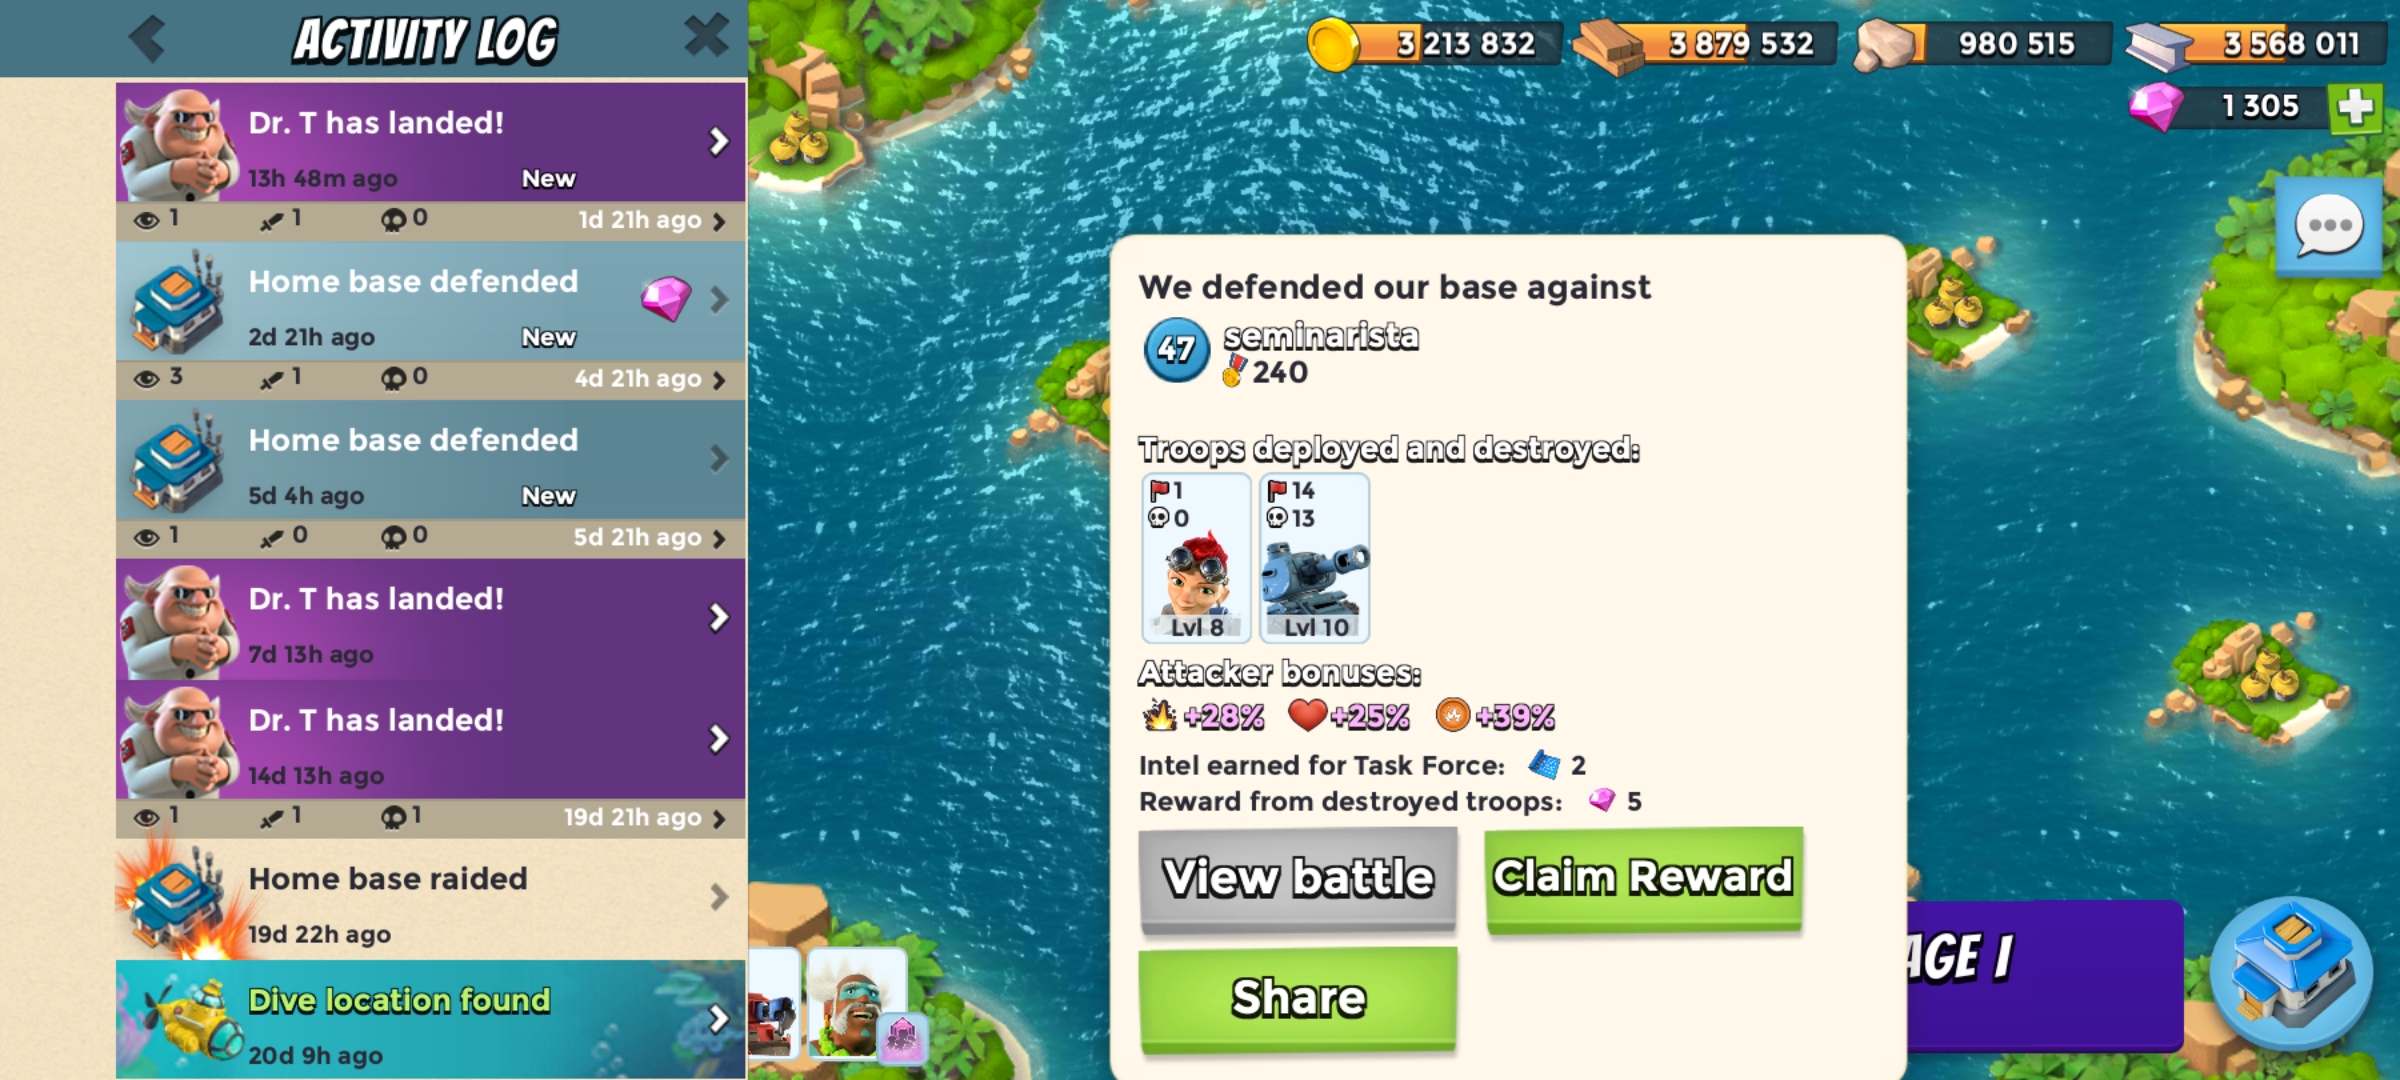 ACTIVITY LOG
Dr. T has landed!
13h 48m ago
New
1
1
0
1d 21h ago
Home base defended
2d 21h ago
New
3
1
0
4d 21h ago
Home base defended
5d 4h ago
New
1
0
0
5d 21h ago
Dr. T has landed!
7d 13h ago
Dr. T has landed!
14d 13h ago
1
1
1
19d 21h ago
Home base raided
19d 22h ago
Dive location found
20d 9h ago
3 213 832
3 879 532
980 515
3 568 011
1 305
We defended our base against
47
seminarista
240
Troops deployed and destroyed:
1
0
Lvl 8
14
13
Lvl 10
Attacker bonuses:
+28% +25% +39%
Intel earned for Task Force: 2
Reward from destroyed troops: 5
View battle
Claim Reward
Share
AGE I